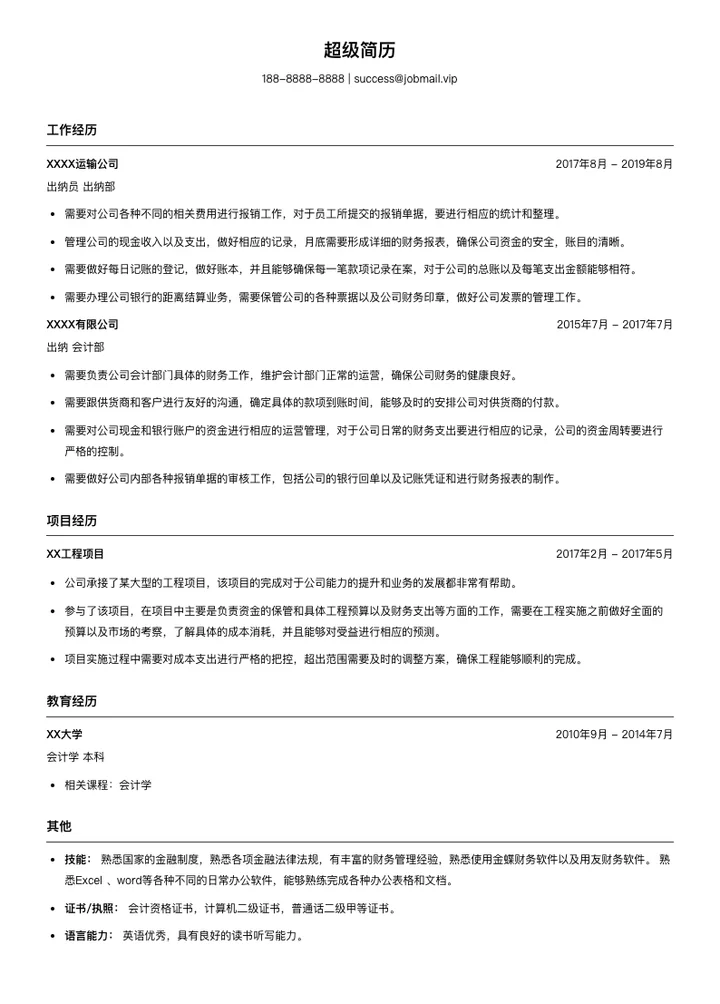 超级简历
188-8888-8888 | success@jobmail.vip
工作经历
XXXX运输公司 2017年8月 – 2019年8月
出纳员 出纳部
• 需要对公司各种不同的相关费用进行报销工作，对于员工所提交的报销单据，要进行相应的统计和整理。
• 管理公司的现金收入以及支出，做好相应的记录，月底需要形成详细的财务报表，确保公司资金的安全，账目的清晰。
• 需要做好每日记账的登记，做好账本，并且能够确保每一笔款项记录在案，对于公司的总账以及每笔支出金额能够相符。
• 需要办理公司银行的距离结算业务，需要保管公司的各种票据以及公司财务印章，做好公司发票的管理工作。
XXXX有限公司 2015年7月 – 2017年7月
出纳 会计部
• 需要负责公司会计部门具体的财务工作，维护会计部门正常的运营，确保公司财务的健康良好。
• 需要跟供货商和客户进行友好的沟通，确定具体的款项到账时间，能够及时的安排公司对供货商的付款。
• 需要对公司现金和银行账户的资金进行相应的运营管理，对于公司日常的财务支出要进行相应的记录，公司的资金周转要进行
严格的控制。
• 需要做好公司内部各种报销单据的审核工作，包括公司的银行回单以及记账凭证和进行财务报表的制作。
项目经历
XX工程项目 2017年2月 – 2017年5月
• 公司承接了某大型的工程项目，该项目的完成对于公司能力的提升和业务的发展都非常有帮助。
• 参与了该项目，在项目中主要是负责资金的保管和具体工程预算以及财务支出等方面的工作，需要在工程实施之前做好全面的
预算以及市场的考察，了解具体的成本消耗，并且能够对受益进行相应的预测。
• 项目实施过程中需要对成本支出进行严格的把控，超出范围需要及时的调整方案，确保工程能够顺利的完成。
教育经历
XX大学 2010年9月 – 2014年7月
会计学 本科
• 相关课程：会计学
其他
• 技能： 熟悉国家的金融制度，熟悉各项金融法律法规，有丰富的财务管理经验，熟悉使用金蝶财务软件以及用友财务软件。 熟
悉Excel 、word等各种不同的日常办公软件，能够熟练完成各种办公表格和文档。
• 证书/执照： 会计资格证书，计算机二级证书，普通话二级甲等证书。
• 语言能力： 英语优秀，具有良好的读书听写能力。